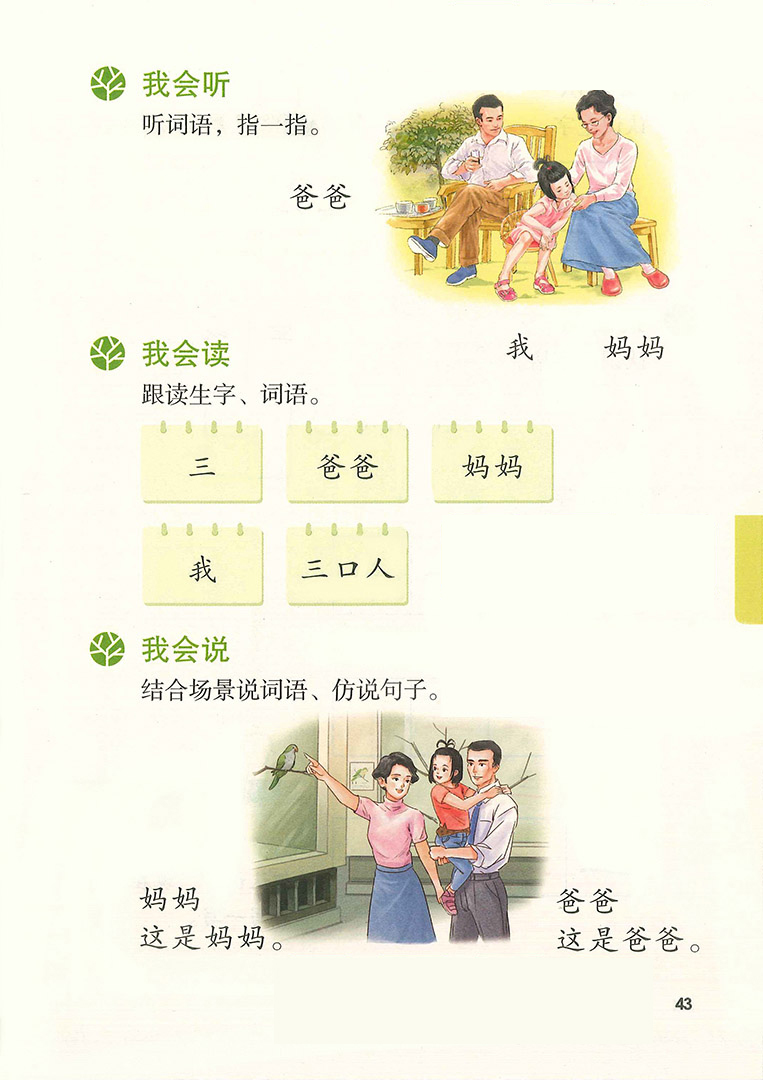 我会听
听词语，指一指。
爸爸
我 妈妈
我会读
跟读生字、词语。
三 爸爸 妈妈
我 三口人
我会说
结合场景说词语、仿说句子。
妈妈
这是妈妈。
爸爸
这是爸爸。
43